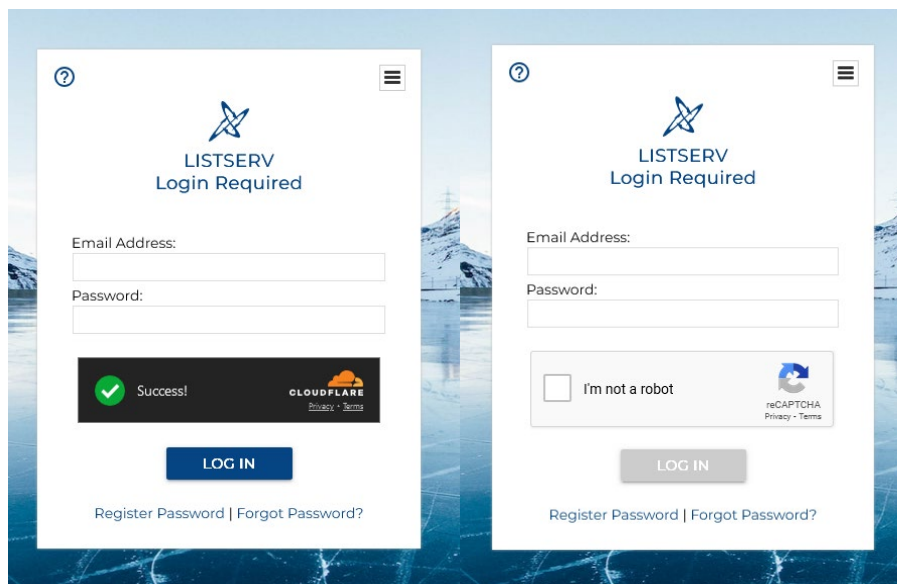 LISTSERV
Login Required
Email Address:
Password:
Success!
CLOUDFLARE
Privacy • Terms
LOG IN
Register Password | Forgot Password?
LISTSERV
Login Required
Email Address:
Password:
I'm not a robot
reCAPTCHA
Privacy - Terms
LOG IN
Register Password | Forgot Password?